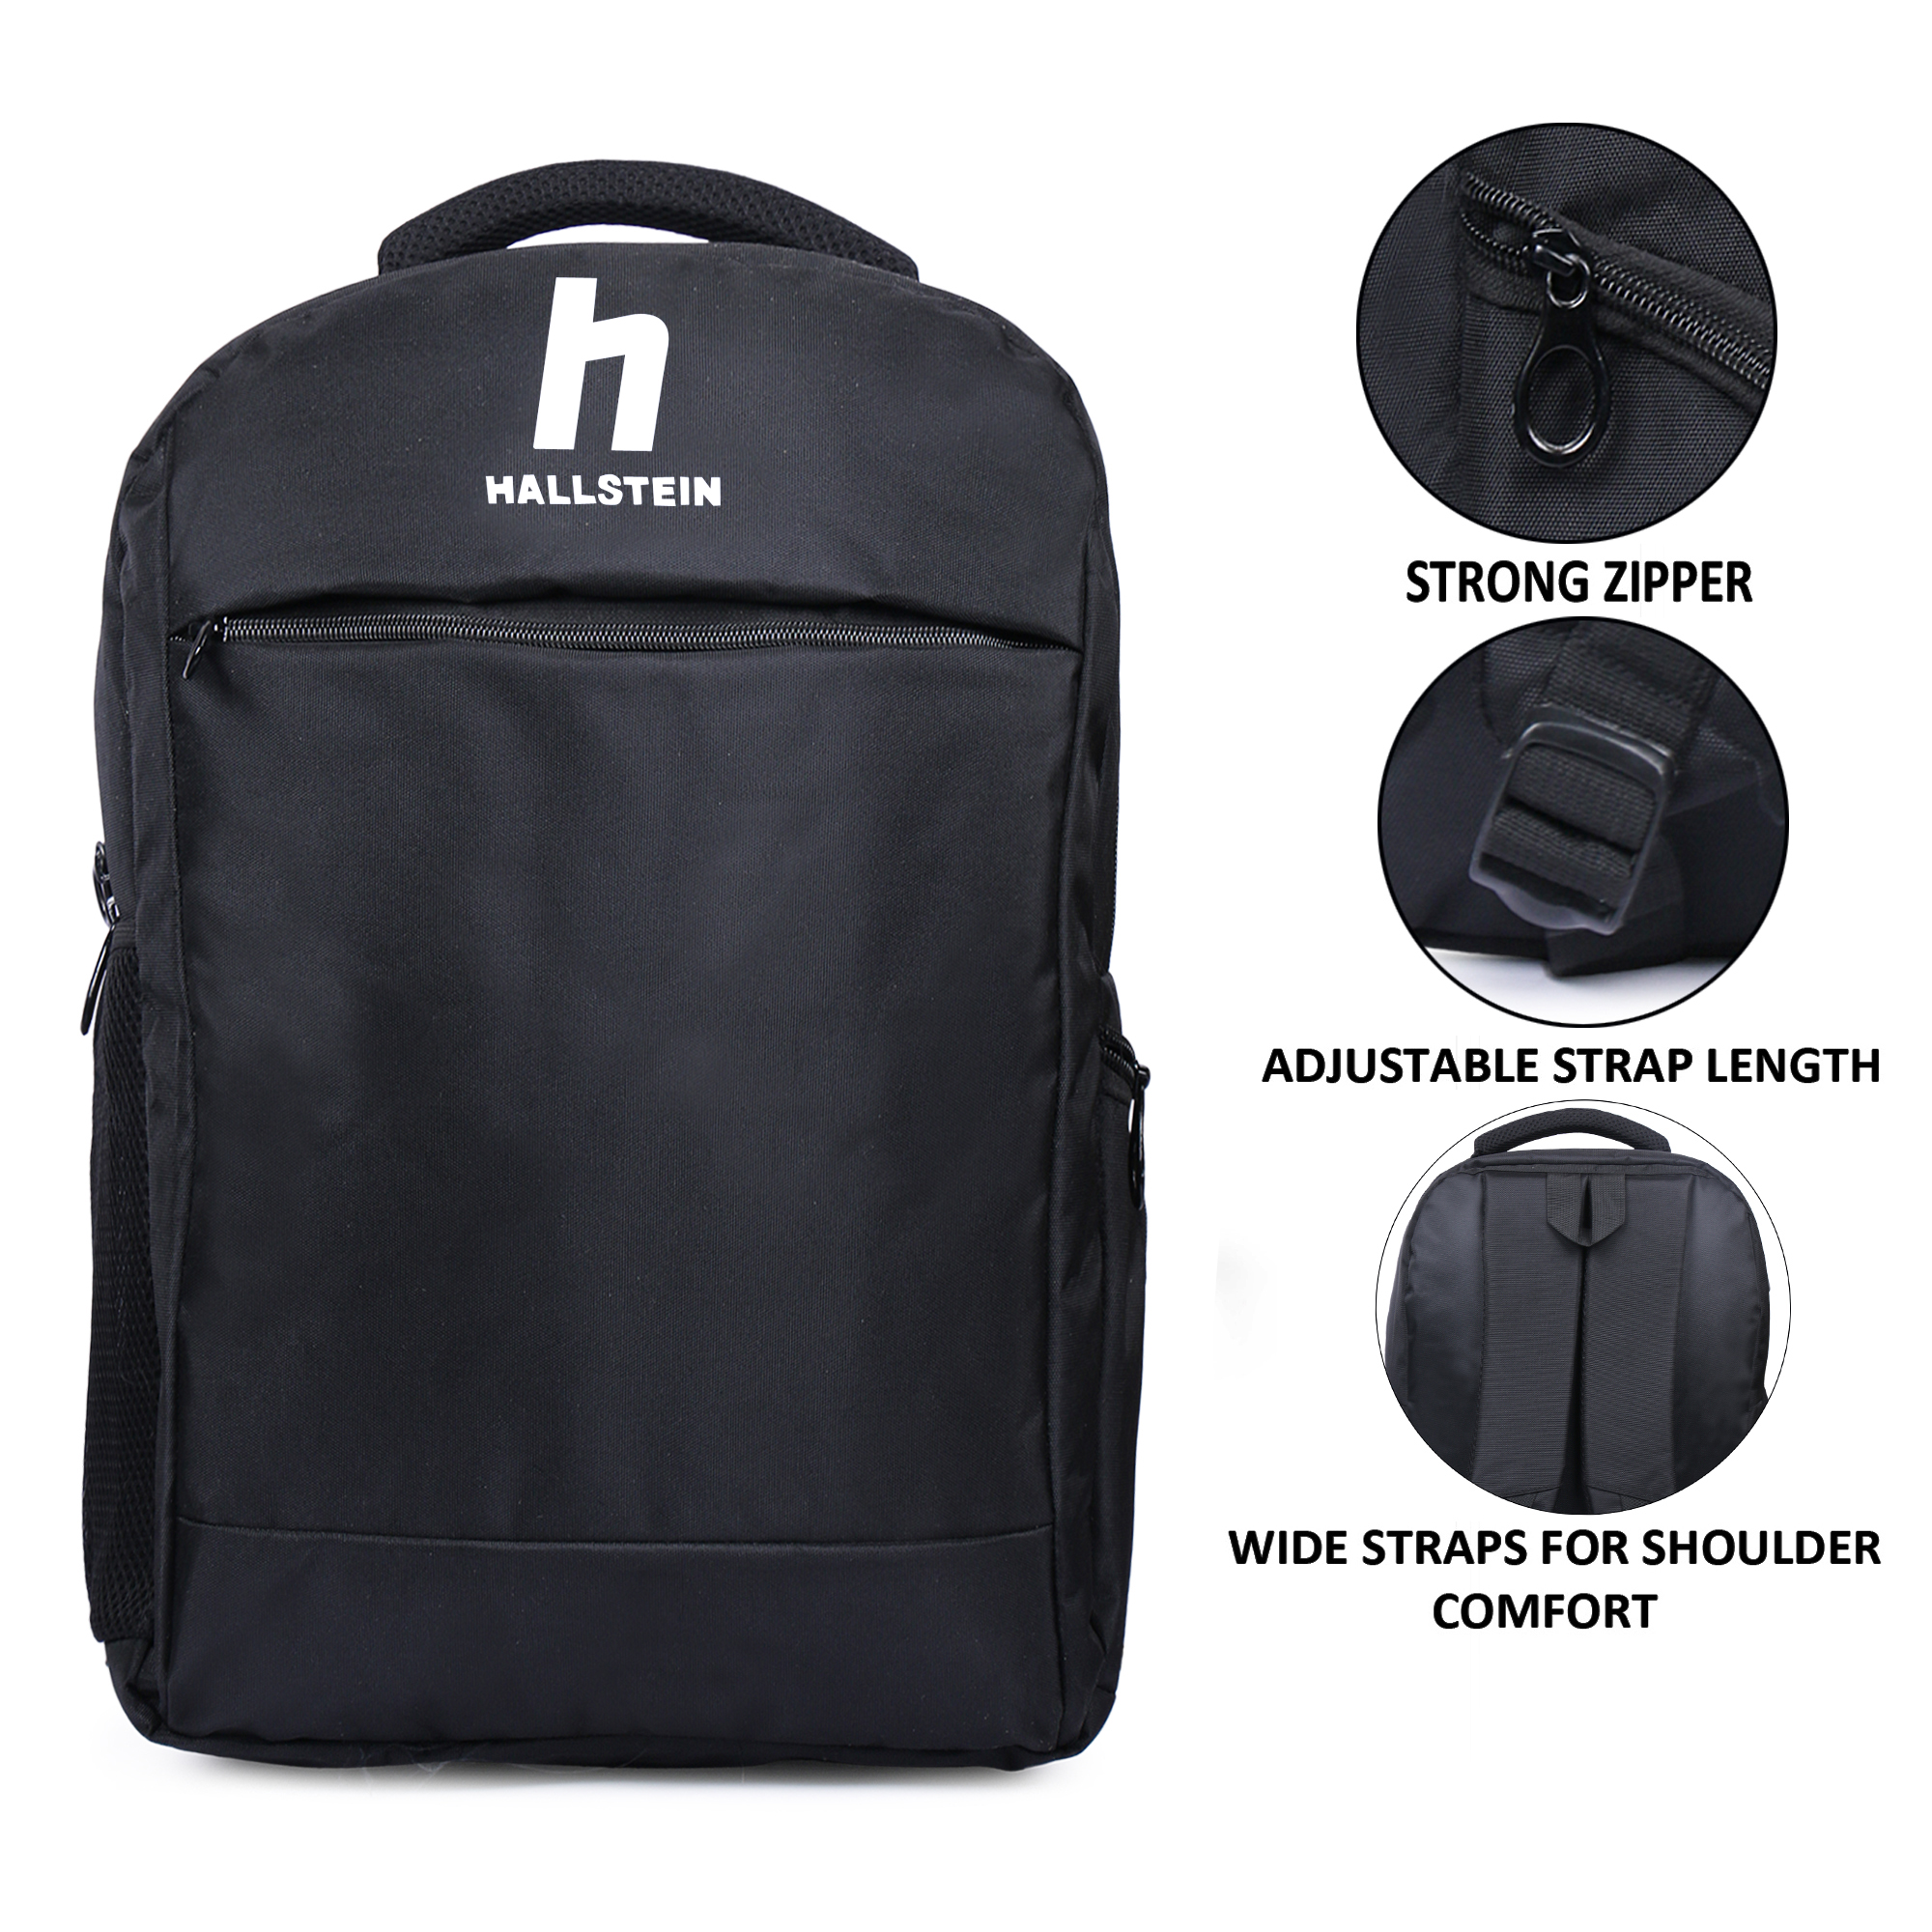 h
HALLSTEIN
STRONG ZIPPER
ADJUSTABLE STRAP LENGTH
WIDE STRAPS FOR SHOULDER
COMFORT